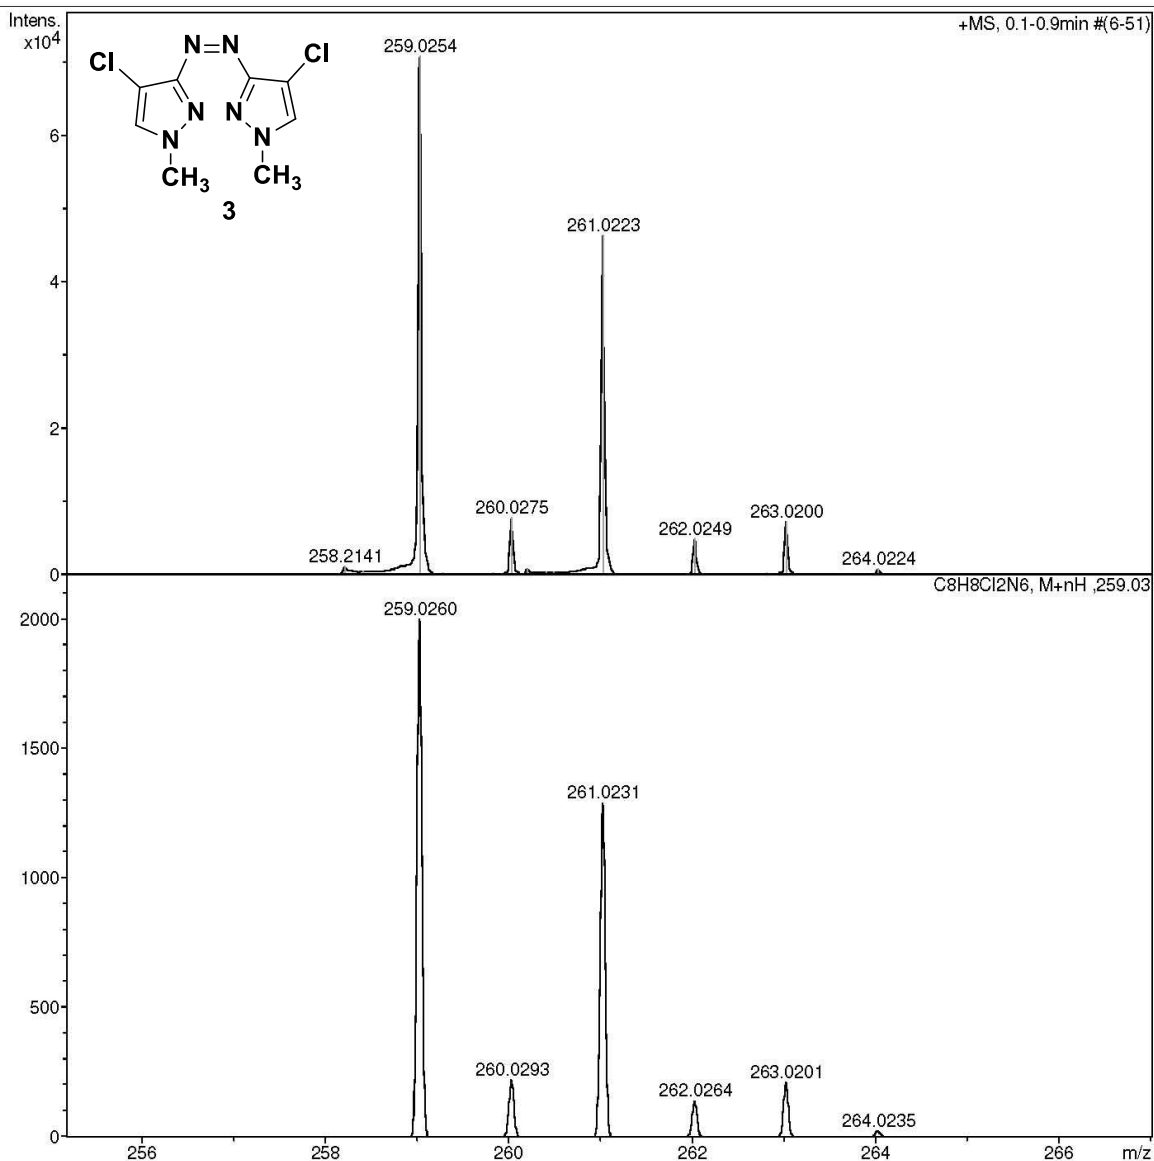 Intens.
x10⁴
+MS, 0.1-0.9min #(6-51)
Cl N=N Cl
N N
N N
CH₃ CH₃
3
259.0254
6
261.0223
4
2
260.0275
262.0249
263.0200
258.2141
264.0224
0
C8H8Cl2N6, M+nH ,259.03
259.0260
2000
1500
261.0231
1000
500
260.0293
262.0264
263.0201
264.0235
0
256 258 260 262 264 266 m/z